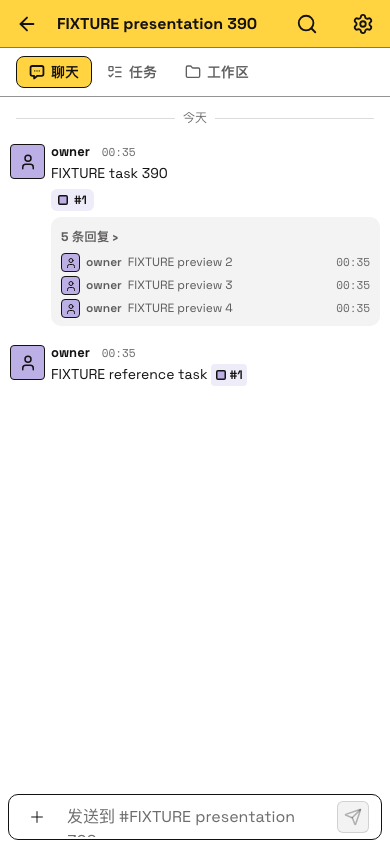 FIXTURE presentation 390
聊天 任务 工作区
今天
owner 00:35
FIXTURE task 390
#1
5 条回复 >
owner FIXTURE preview 2 00:35
owner FIXTURE preview 3 00:35
owner FIXTURE preview 4 00:35
owner 00:35
FIXTURE reference task #1
发送到 #FIXTURE presentation